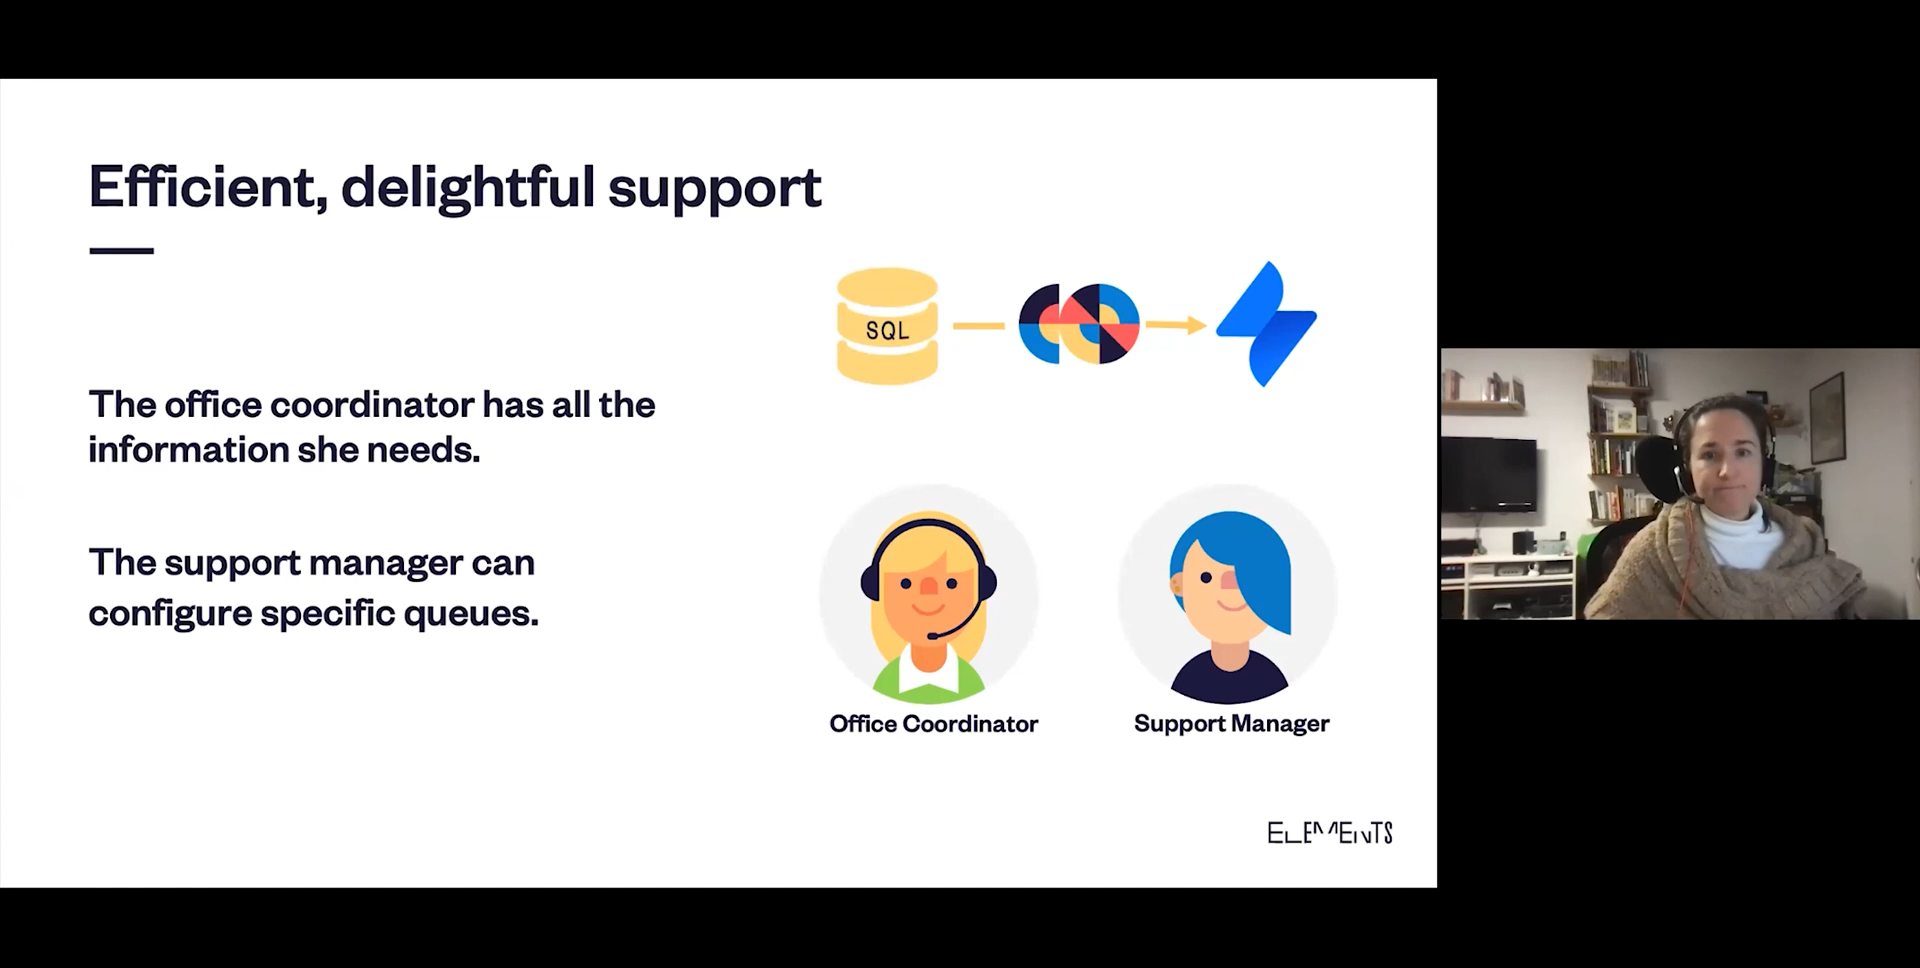 Efficient, delightful support
SQL
The office coordinator has all the
information she needs.
The support manager can
configure specific queues.
Office Coordinator
Support Manager
ELEMENTS